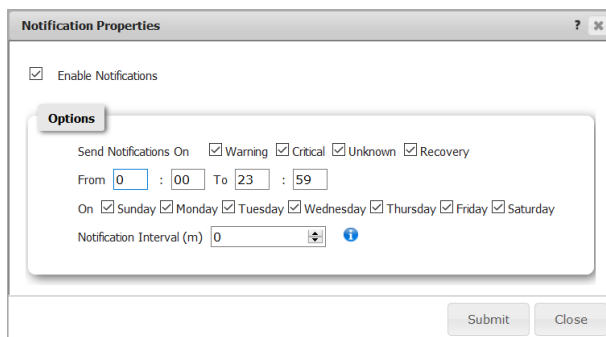 Notification Properties ? ×
Enable Notifications
Options
Send Notifications On Warning Critical Unknown Recovery
From 0 : 00 To 23 : 59
On Sunday Monday Tuesday Wednesday Thursday Friday Saturday
Notification Interval (m) 0 i
Submit Close